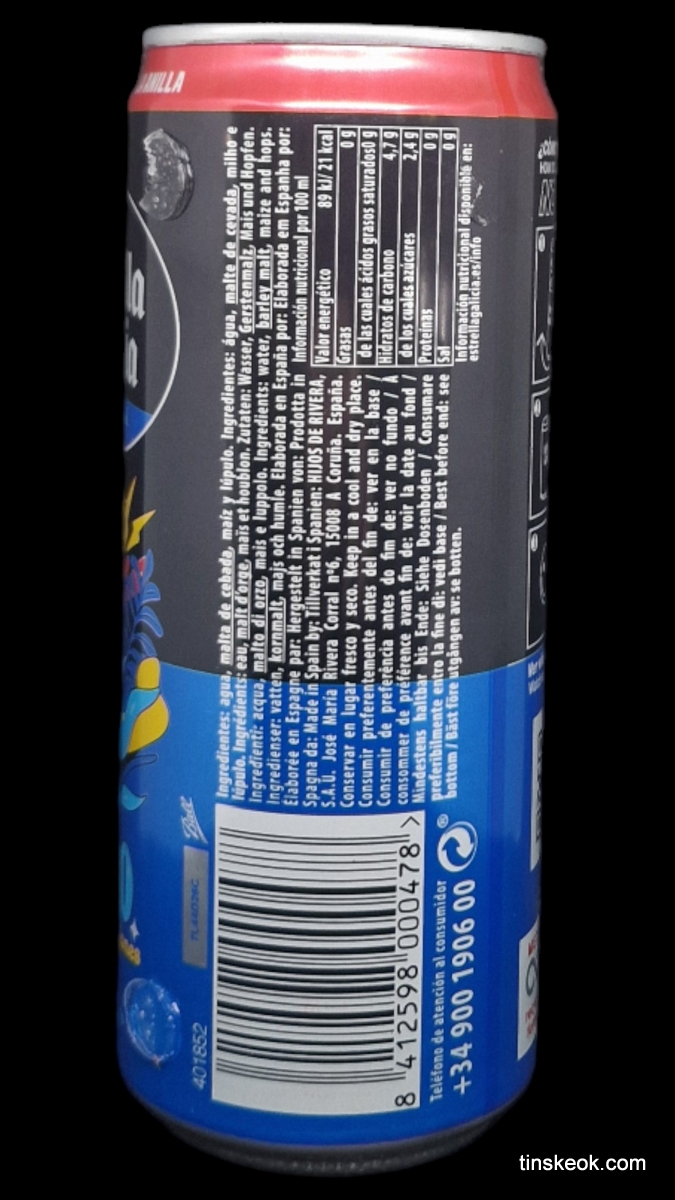 ANILLA
la
ia
Ingredientes: agua, malta de cebada, maíz y lúpulo. Ingredientes: água, malte de cevada, milho e
lúpulo. Ingrédients: eau, malt d'orge, maïs et houblon. Zutaten: Wasser, Gerstenmalz, Mais und Hopfen.
Ingredienti: acqua, malto di orzo, mais e luppolo. Ingredients: water, barley malt, maize and hops.
Ingredienser: vatten, kornmalt, majs och humle. Elaborada en España por: Elaborada em Espanha por:
Élaborée en Espagne par: Hergestelt in Spanien von: Prodotta in
Spagna da: Made in Spain by: Tillverkat i Spanien: HIJOS DE RIVERA,
S.A.U. José María Rivera Corral nº6, 15008 A Coruña. España.
Conservar en lugar fresco y seco. Keep in a cool and dry place.
Consumir preferentemente antes del fin de: ver en la base /
Consumir de preferência antes do fim de: ver no fundo / À
consommer de préférence avant fin de: voir la date au fond /
Mindestens haltbar bis Ende: Siehe Dosenboden / Consumare
preferibilmente entro la fine di: vedi base / Best before end: see
bottom / Bäst före utgången av: se botten.
Información nutricional por 100 ml
Valor energético 89 kJ/ 21 kcal
Grasas 0 g
de las cuales ácidos grasos saturados 0 g
Hidratos de carbono 4,7 g
de los cuales azúcares 2,4 g
Proteínas 0 g
Sal 0 g
Información nutricional disponible en:
estrellagalicia.es/info
Ball
401852
8 412598 000478 >
Teléfono de atención al consumidor
+34 900 1906 00
®
tinskeok.com